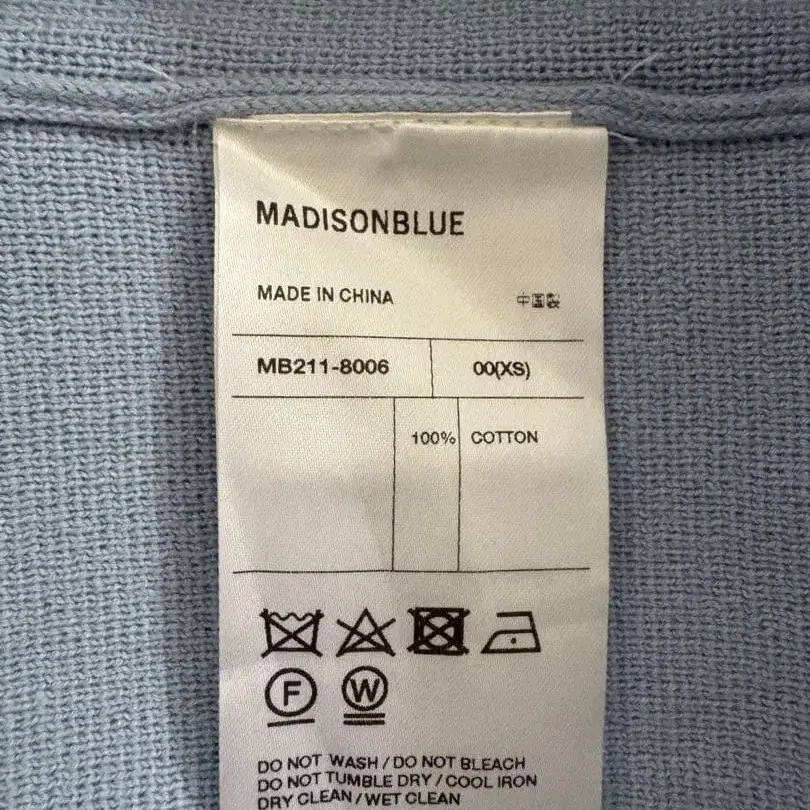 MADISONBLUE
MADE IN CHINA 中国製
MB211-8006 00(XS)
100% COTTON
F W
DO NOT WASH / DO NOT BLEACH
DO NOT TUMBLE DRY / COOL IRON
DRY CLEAN / WET CLEAN